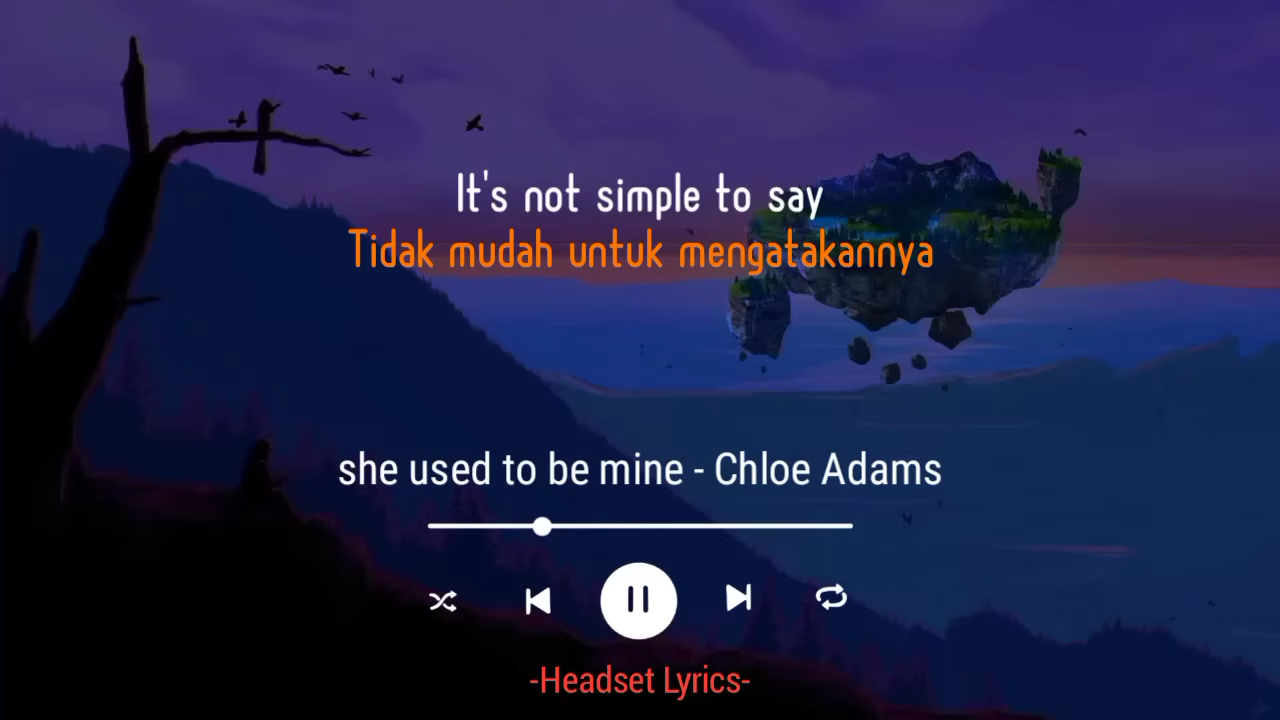 It's not simple to say
Tidak mudah untuk mengatakannya
she used to be mine - Chloe Adams
-Headset Lyrics-